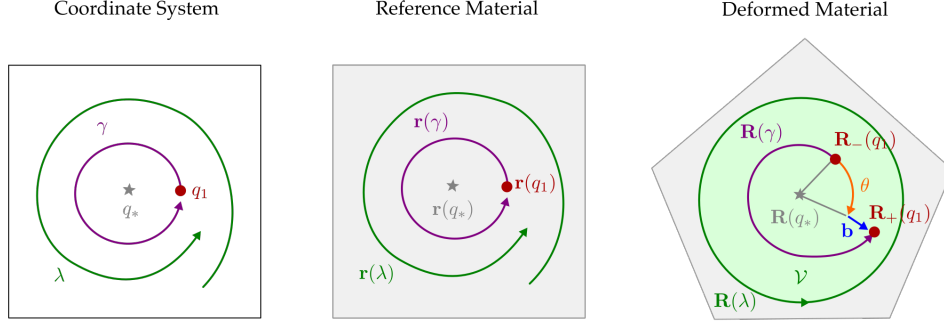 Coordinate System
γ
q₁
q∗
λ
Reference Material
r(γ)
r(q₁)
r(q∗)
r(λ)
Deformed Material
R(γ)
R₋(q₁)
θ
R(q∗)
R₊(q₁)
b
𝒱
R(λ)